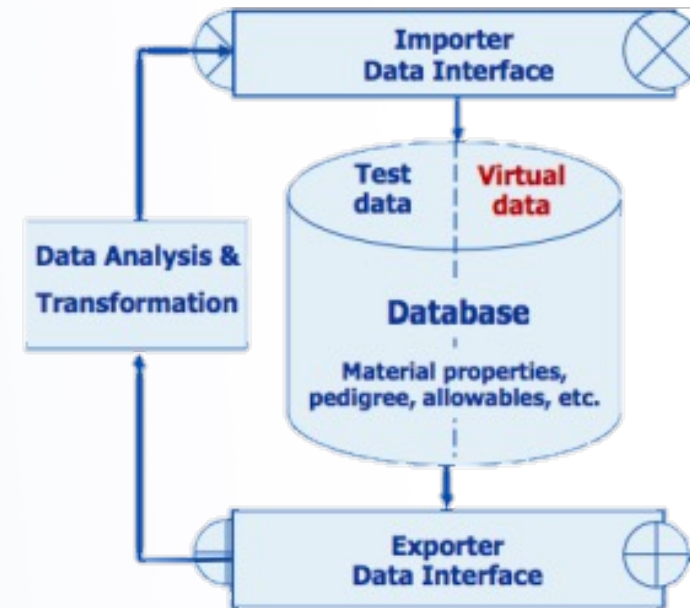 Importer
Data Interface
Test
data
Virtual
data
Data Analysis &
Transformation
Database
Material properties,
pedigree, allowables, etc.
Exporter
Data Interface